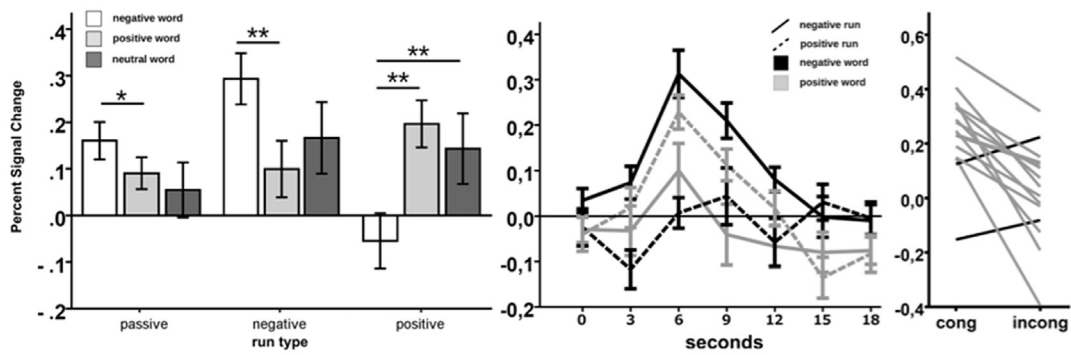 Percent Signal Change
.4
.3
.2
.1
.0
- .1
- .2
negative word
positive word
neutral word
*
**
**
**
passive negative positive
run type
0,4
0,3
0,2
0,1
0,0
-0,1
-0,2
negative run
positive run
negative word
positive word
0 3 6 9 12 15 18
seconds
0,6
0,4
0,2
0,0
-0,2
-0,4
cong incong